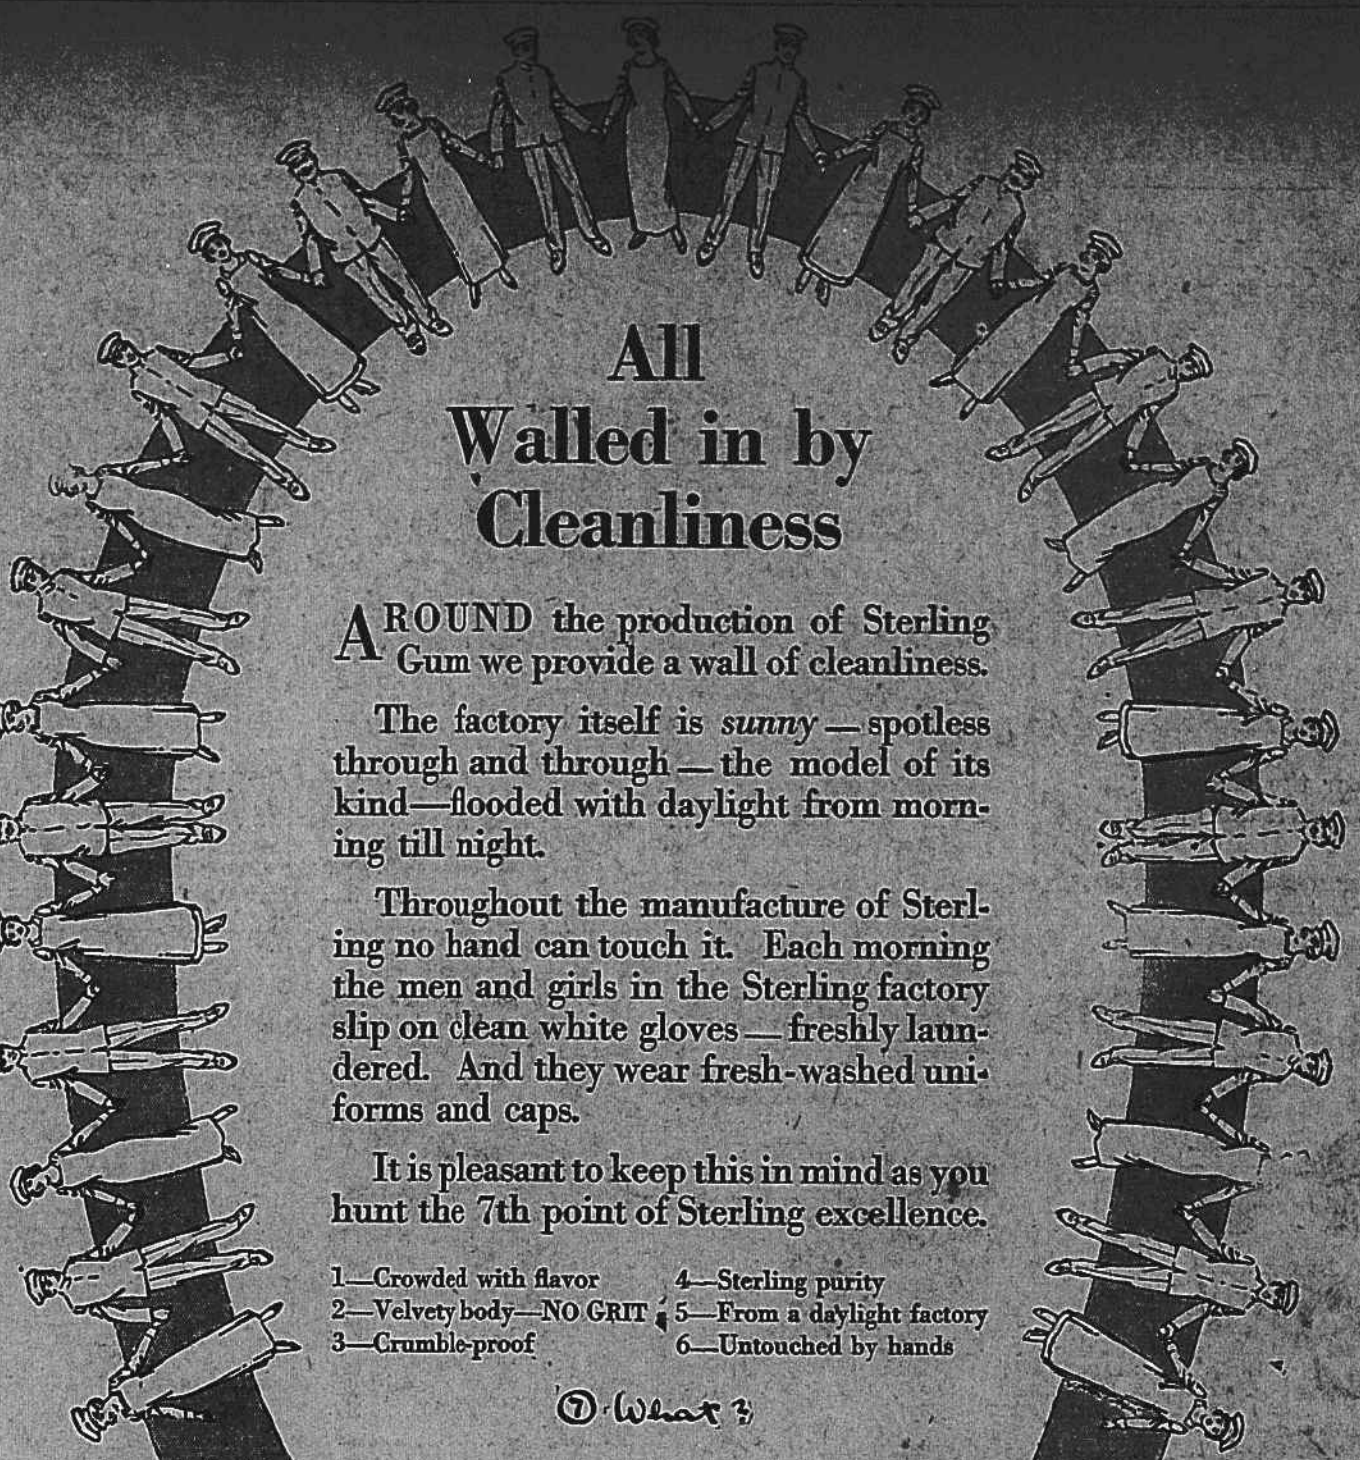 All
Walled in by
Cleanliness
AROUND the production of Sterling
Gum we provide a wall of cleanliness.
The factory itself is sunny — spotless
through and through — the model of its
kind—flooded with daylight from morn-
ing till night.
Throughout the manufacture of Sterl-
ing no hand can touch it. Each morning
the men and girls in the Sterling factory
slip on clean white gloves — freshly laun-
dered. And they wear fresh-washed uni-
forms and caps.
It is pleasant to keep this in mind as you
hunt the 7th point of Sterling excellence.
1—Crowded with flavor
2—Velvety body—NO GRIT
3—Crumble-proof
4—Sterling purity
5—From a daylight factory
6—Untouched by hands
⑦ What?